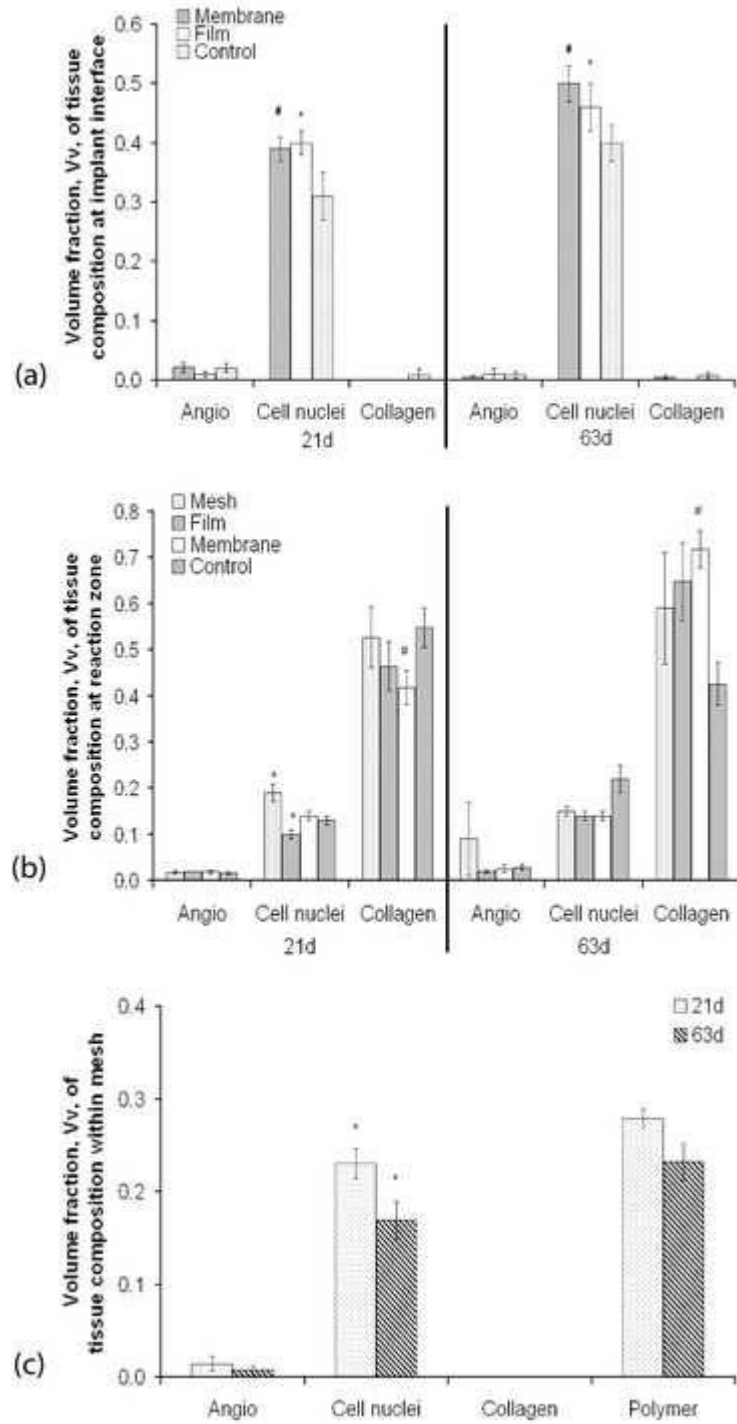 Membrane
Film
Control
Volume fraction, Vv, of tissue
composition at implant interface
0.6
0.5
0.4
0.3
0.2
0.1
0.0
# * # *
(a)
Angio Cell nuclei Collagen Angio Cell nuclei Collagen
21d 63d
Mesh
Film
Membrane
Control
Volume fraction, Vv, of tissue
composition at reaction zone
0.8
0.7
0.6
0.5
0.4
0.3
0.2
0.1
0.0
* * # #
(b)
Angio Cell nuclei Collagen Angio Cell nuclei Collagen
21d 63d
21d
63d
Volume fraction, Vv, of
tissue composition within mesh
0.4
0.3
0.2
0.1
0.0
* *
(c)
Angio Cell nuclei Collagen Polymer